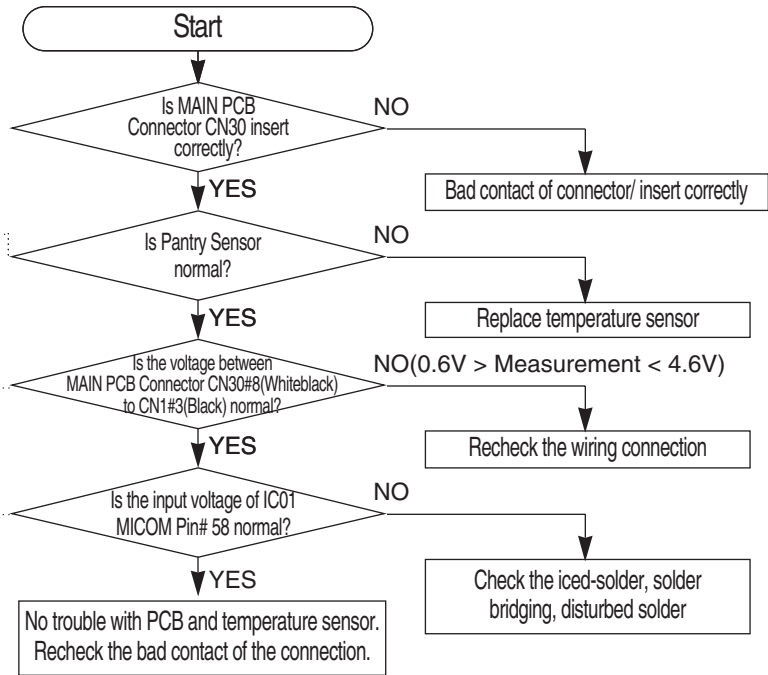 Start
Is MAIN PCB
Connector CN30 insert
correctly?
NO
Bad contact of connector/ insert correctly
YES
Is Pantry Sensor
normal?
NO
Replace temperature sensor
YES
Is the voltage between
MAIN PCB Connector CN30#8(Whiteblack)
to CN1#3(Black) normal?
NO(0.6V > Measurement < 4.6V)
Recheck the wiring connection
YES
Is the input voltage of IC01
MICOM Pin# 58 normal?
NO
Check the iced-solder, solder
bridging, disturbed solder
YES
No trouble with PCB and temperature sensor.
Recheck the bad contact of the connection.